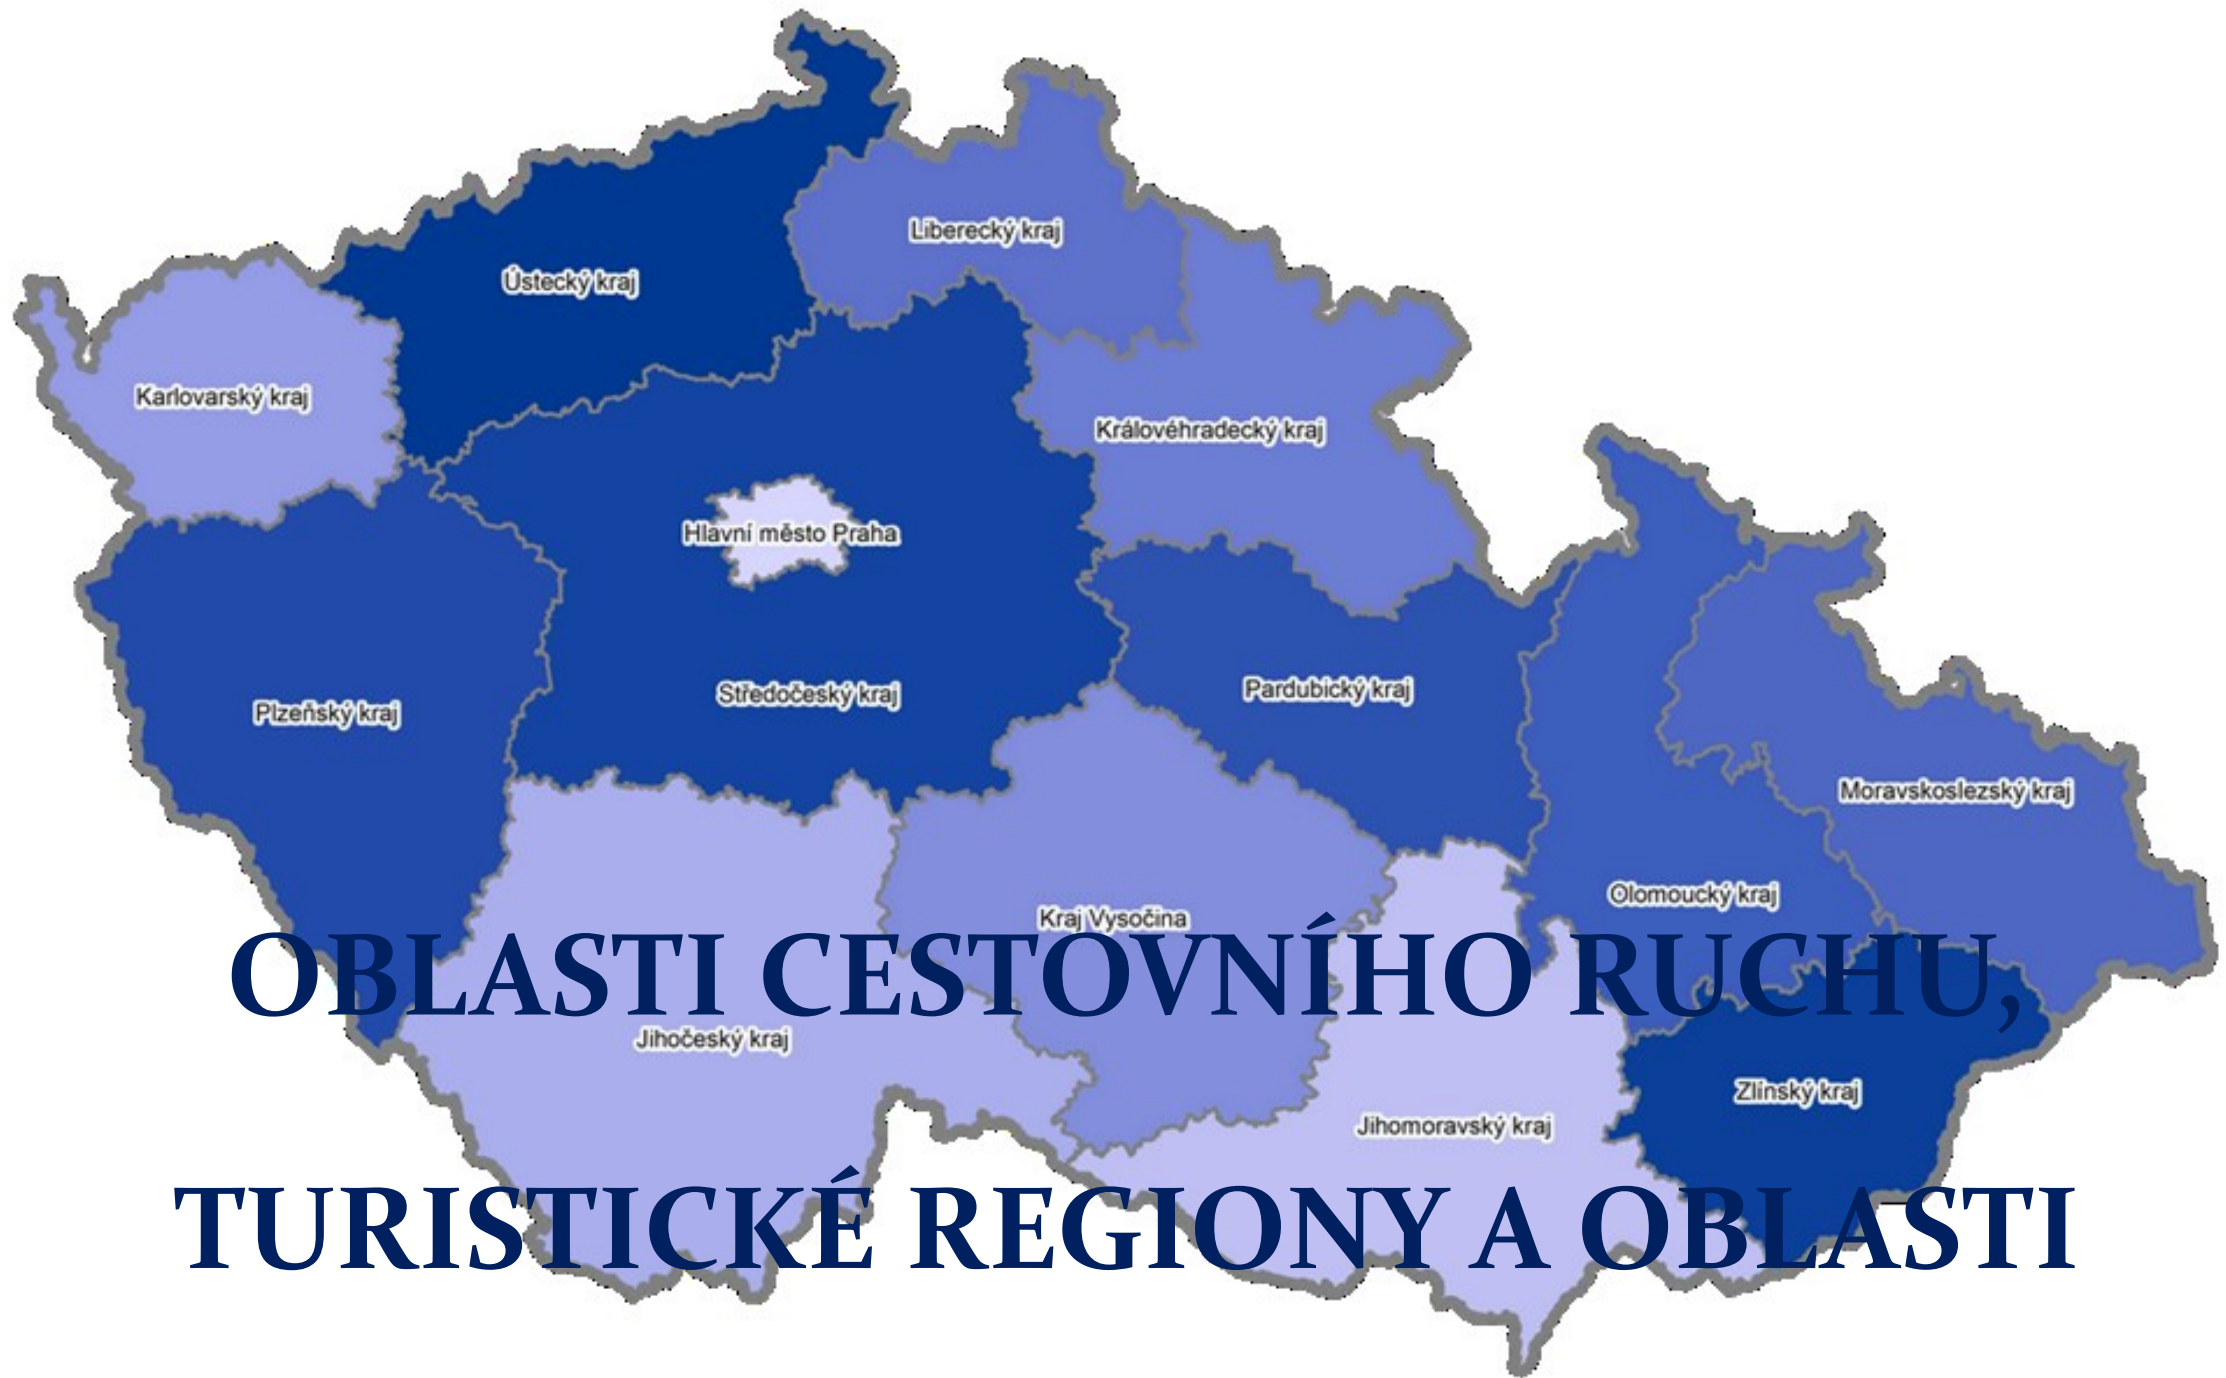 Liberecký kraj
Ústecký kraj
Karlovarský kraj
Královéhradecký kraj
Hlavní město Praha
Středočeský kraj
Pardubický kraj
Plzeňský kraj
Moravskoslezský kraj
Olomoucký kraj
Kraj Vysočina
OBLASTI CESTOVNÍHO RUCHU,
Jihočeský kraj
Zlínský kraj
Jihomoravský kraj
TURISTICKÉ REGIONY A OBLASTI